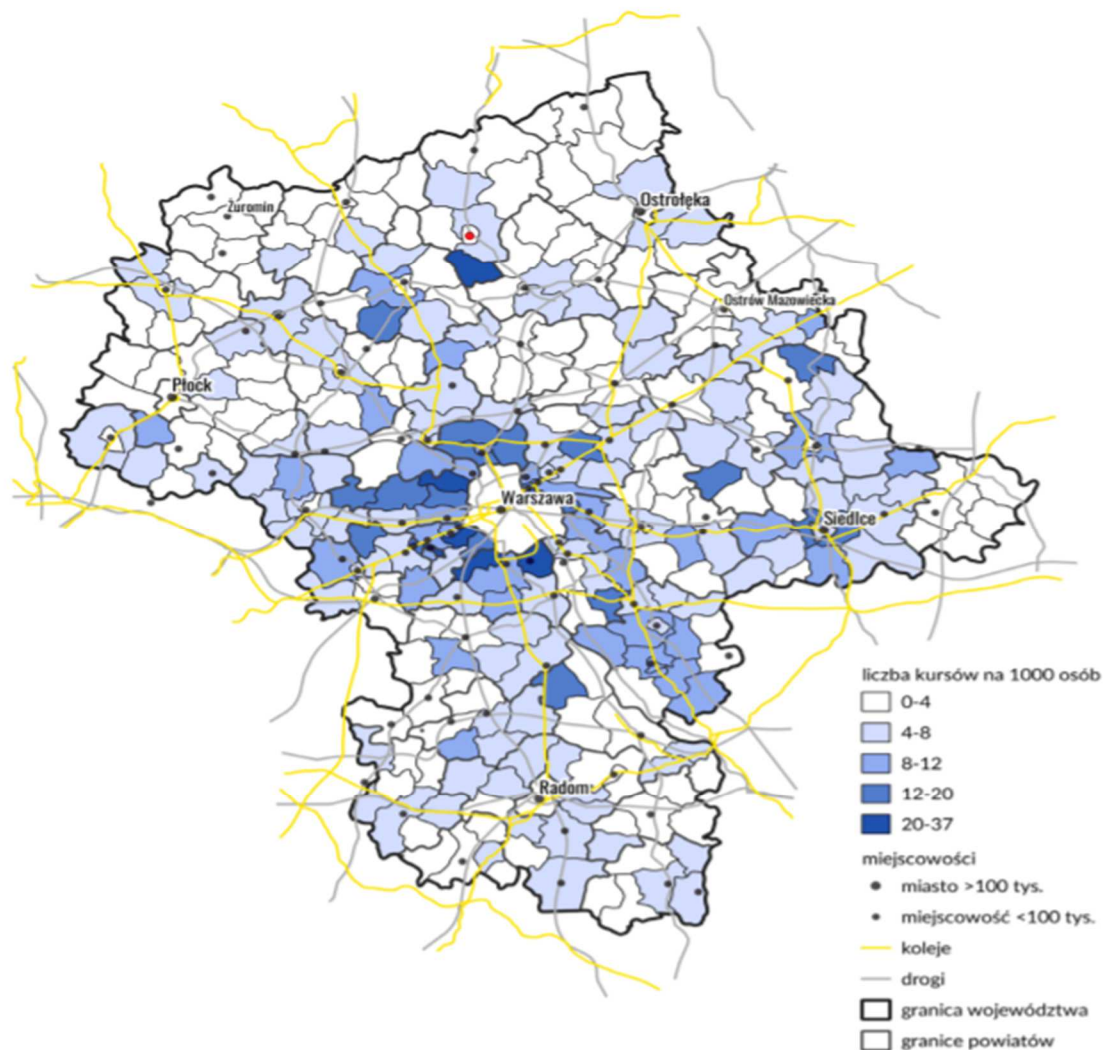 Żuromin
Ostrołęka
Ostrów Mazowiecka
Płock
Warszawa
Siedlce
Radom
liczba kursów na 1000 osób
0-4
4-8
8-12
12-20
20-37
miejscowości
miasto >100 tys.
miejscowość <100 tys.
koleje
drogi
granica województwa
granice powiatów